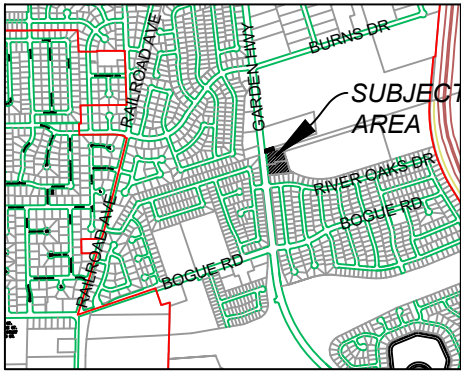 RAILROAD AVE
GARDEN HWY
BURNS DR
SUBJECT
AREA
RIVER OAKS DR
BOGUE RD
RAILROAD AVE
BOGUE RD